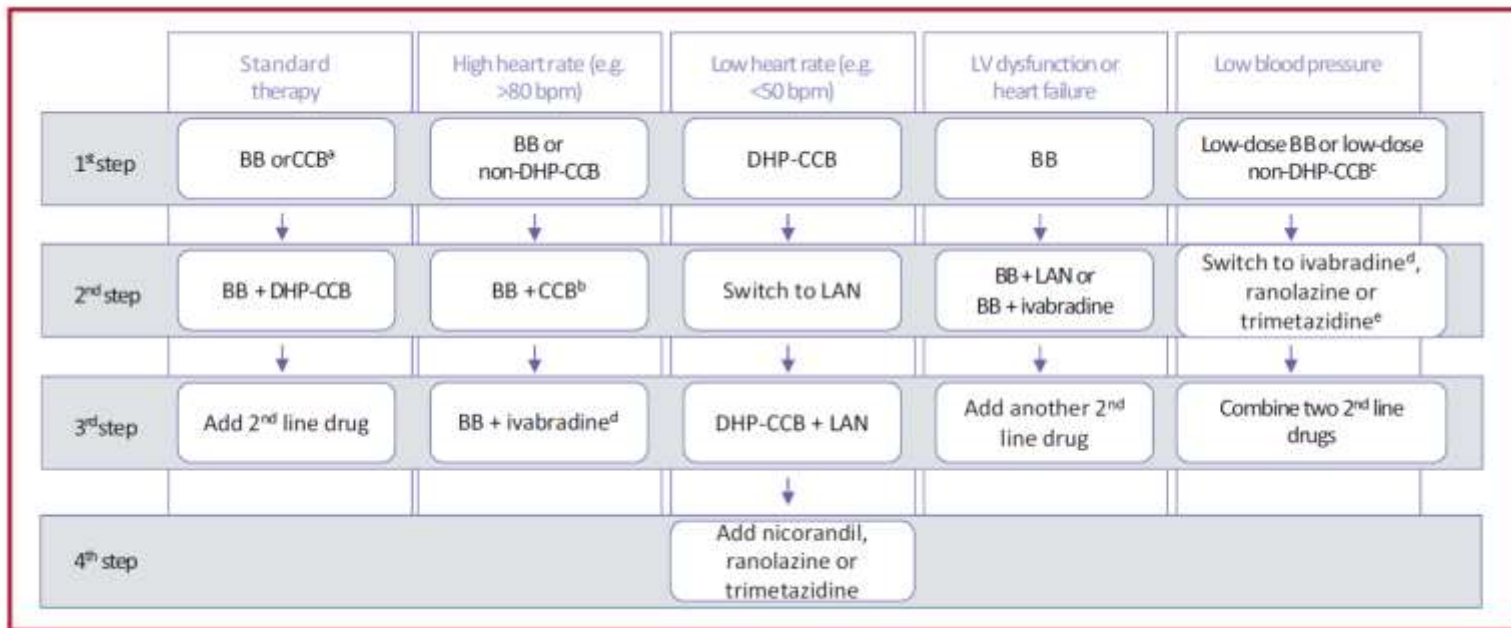 Standard
therapy
High heart rate (e.g.
>80 bpm)
Low heart rate (e.g.
<50 bpm)
LV dysfunction or
heart failure
Low blood pressure
1st step
BB orCCBa
BB or
non-DHP-CCB
DHP-CCB
BB
Low-dose BB or low-dose
non-DHP-CCBc
2nd step
BB + DHP-CCB
BB + CCBb
Switch to LAN
BB + LAN or
BB + ivabradine
Switch to ivabradined,
ranolazine or
trimetazidinee
3rd step
Add 2nd line drug
BB + ivabradined
DHP-CCB + LAN
Add another 2nd
line drug
Combine two 2nd line
drugs
4th step
Add nicorandil,
ranolazine or
trimetazidine